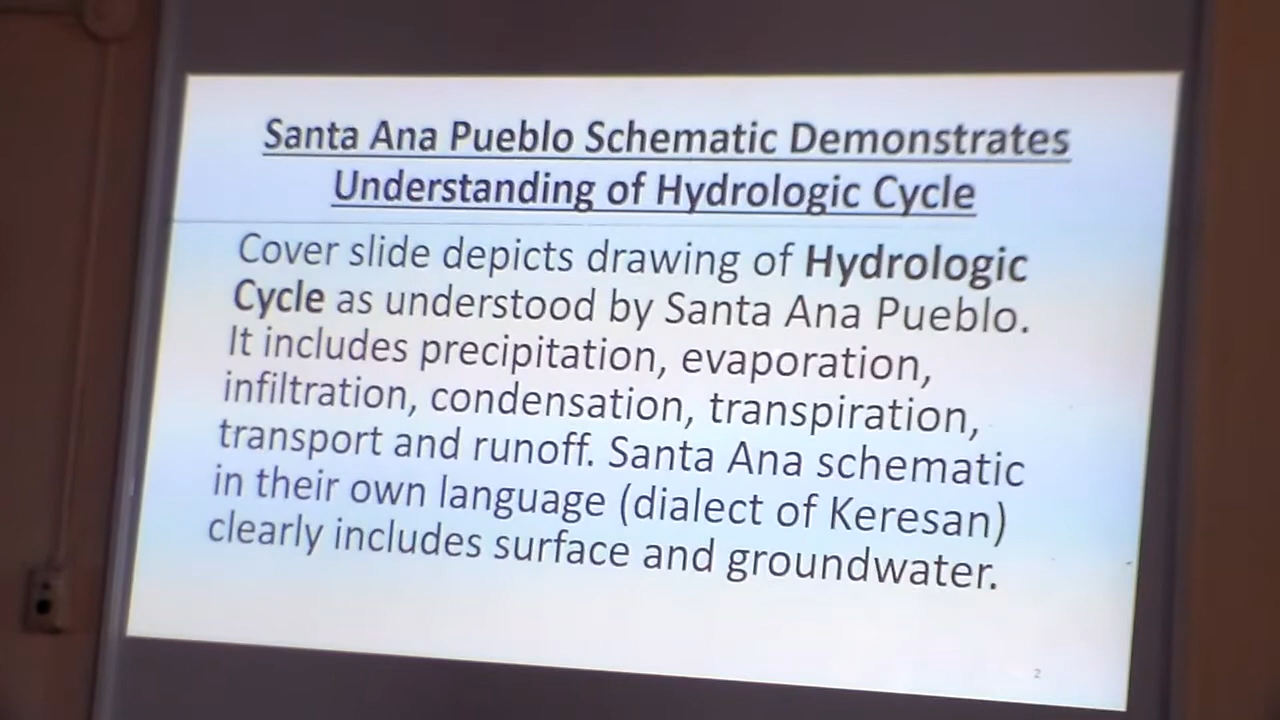 Santa Ana Pueblo Schematic Demonstrates
Understanding of Hydrologic Cycle
Cover slide depicts drawing of Hydrologic
Cycle as understood by Santa Ana Pueblo.
It includes precipitation, evaporation,
infiltration, condensation, transpiration,
transport and runoff. Santa Ana schematic
in their own language (dialect of Keresan)
clearly includes surface and groundwater.
2